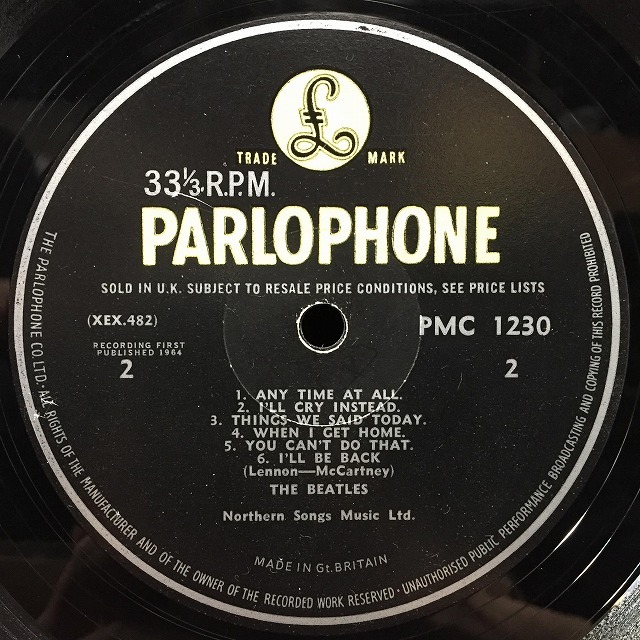 £
TRADE MARK
33⅓ R.P.M.
PARLOPHONE
SOLD IN U.K. SUBJECT TO RESALE PRICE CONDITIONS, SEE PRICE LISTS
(XEX.482)
PMC 1230
RECORDING FIRST
PUBLISHED 1964
2
2
1. ANY TIME AT ALL.
2. I'LL CRY INSTEAD.
3. THINGS WE SAID TODAY.
4. WHEN I GET HOME.
5. YOU CAN'T DO THAT.
6. I'LL BE BACK
(Lennon—McCartney)
THE BEATLES
Northern Songs Music Ltd.
MADE IN Gt. BRITAIN
THE PARLOPHONE CO. LTD. · ALL RIGHTS OF THE MANUFACTURER AND OF THE OWNER OF THE RECORDED WORK RESERVED · UNAUTHORISED PUBLIC PERFORMANCE BROADCASTING AND COPYING OF THIS RECORD PROHIBITED